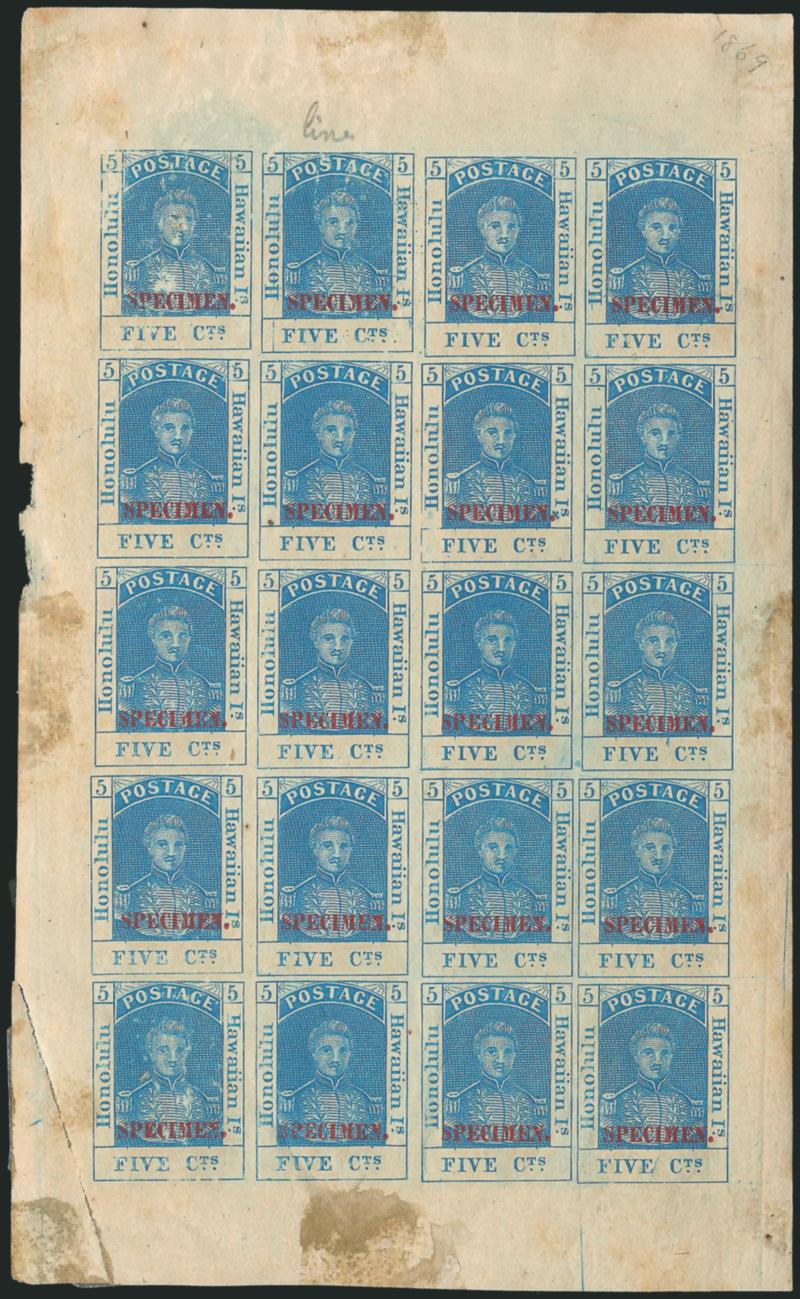 1869
line
5 POSTAGE 5 5 POSTAGE 5 5 POSTAGE 5 5 POSTAGE 5
Honolulu Hawaiian Is. Honolulu Hawaiian Is. Honolulu Hawaiian Is. Honolulu Hawaiian Is.
SPECIMEN. SPECIMEN. SPECIMEN. SPECIMEN.
FIVE Cts. FIVE Cts. FIVE Cts. FIVE Cts.
5 POSTAGE 5 5 POSTAGE 5 5 POSTAGE 5 5 POSTAGE 5
Honolulu Hawaiian Is. Honolulu Hawaiian Is. Honolulu Hawaiian Is. Honolulu Hawaiian Is.
SPECIMEN. SPECIMEN. SPECIMEN. SPECIMEN.
FIVE Cts. FIVE Cts. FIVE Cts. FIVE Cts.
5 POSTAGE 5 5 POSTAGE 5 5 POSTAGE 5 5 POSTAGE 5
Honolulu Hawaiian Is. Honolulu Hawaiian Is. Honolulu Hawaiian Is. Honolulu Hawaiian Is.
SPECIMEN. SPECIMEN. SPECIMEN. SPECIMEN.
FIVE Cts. FIVE Cts. FIVE Cts. FIVE Cts.
5 POSTAGE 5 5 POSTAGE 5 5 POSTAGE 5 5 POSTAGE 5
Honolulu Hawaiian Is. Honolulu Hawaiian Is. Honolulu Hawaiian Is. Honolulu Hawaiian Is.
SPECIMEN. SPECIMEN. SPECIMEN. SPECIMEN.
FIVE Cts. FIVE Cts. FIVE Cts. FIVE Cts.
5 POSTAGE 5 5 POSTAGE 5 5 POSTAGE 5 5 POSTAGE 5
Honolulu Hawaiian Is. Honolulu Hawaiian Is. Honolulu Hawaiian Is. Honolulu Hawaiian Is.
SPECIMEN. SPECIMEN. SPECIMEN. SPECIMEN.
FIVE Cts. FIVE Cts. FIVE Cts. FIVE Cts.